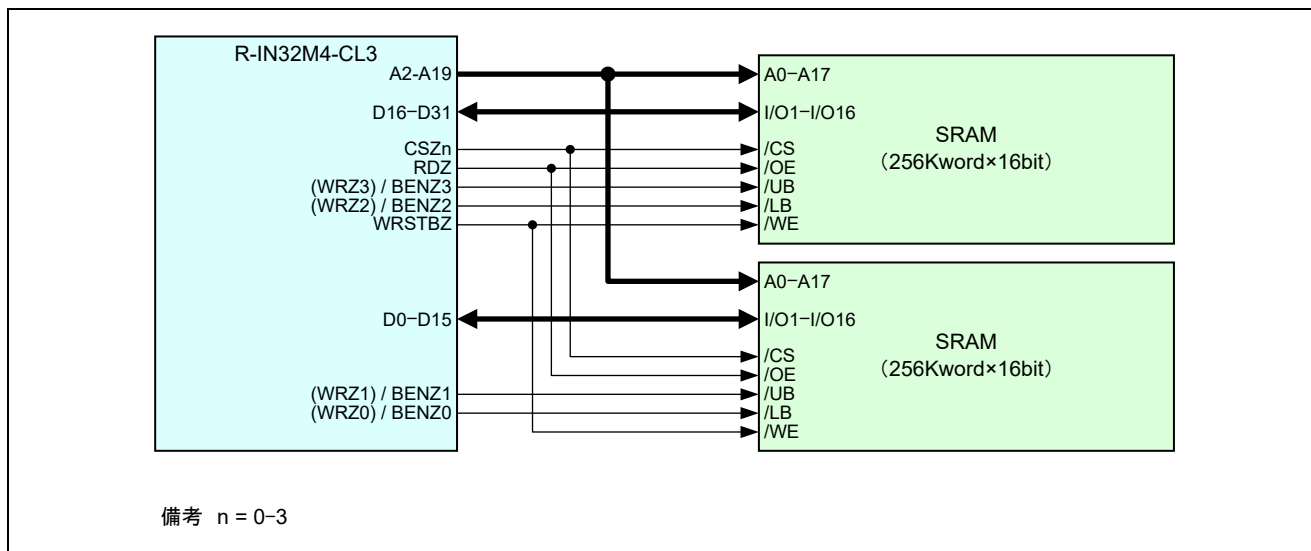 R-IN32M4-CL3
A2-A19
D16-D31
CSZn
RDZ
(WRZ3) / BENZ3
(WRZ2) / BENZ2
WRSTBZ
D0-D15
(WRZ1) / BENZ1
(WRZ0) / BENZ0
A0-A17
I/O1-I/O16
/CS
/OE
/UB
/LB
/WE
SRAM
（256Kword×16bit）
A0-A17
I/O1-I/O16
/CS
/OE
/UB
/LB
/WE
SRAM
（256Kword×16bit）
備考 n = 0-3